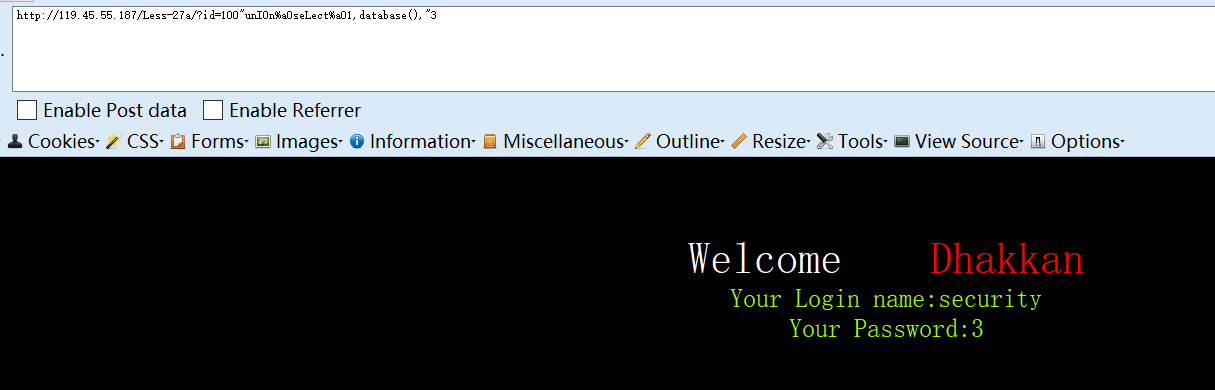 http://119.45.55.187/Less-27a/?id=100"unIOn%a0seLect%a01,database(),"3
Enable Post data Enable Referrer
Cookies CSS Forms Images Information Miscellaneous Outline Resize Tools View Source Options
Welcome Dhakkan
Your Login name:security
Your Password:3